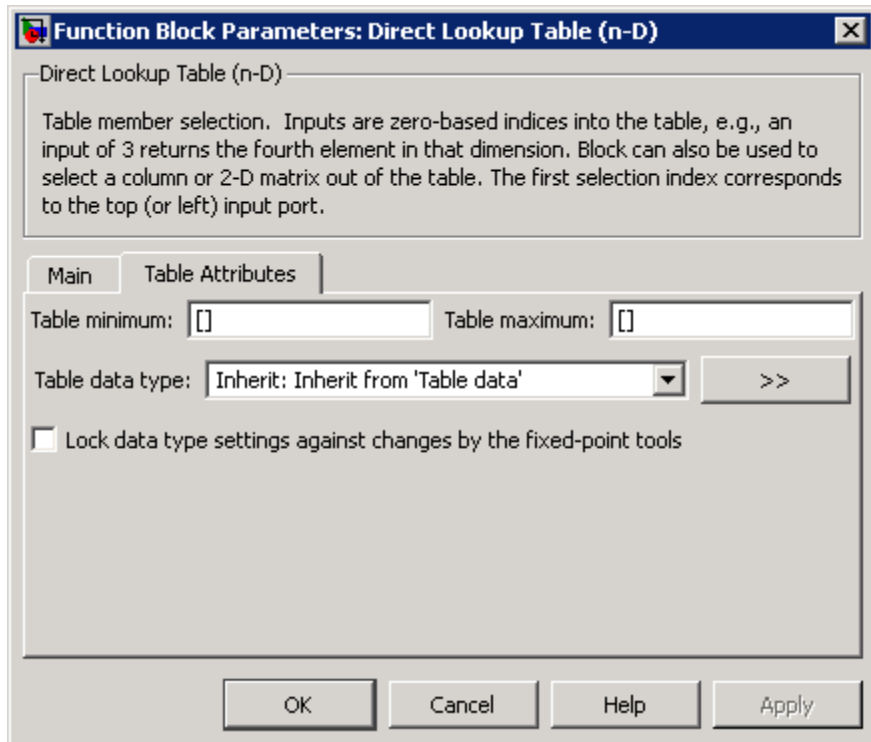 Function Block Parameters: Direct Lookup Table (n-D)
Direct Lookup Table (n-D)
Table member selection.  Inputs are zero-based indices into the table, e.g., an
input of 3 returns the fourth element in that dimension. Block can also be used to
select a column or 2-D matrix out of the table. The first selection index corresponds
to the top (or left) input port.
Main Table Attributes
Table minimum: [] Table maximum: []
Table data type: Inherit: Inherit from 'Table data' >>
Lock data type settings against changes by the fixed-point tools
OK Cancel Help Apply